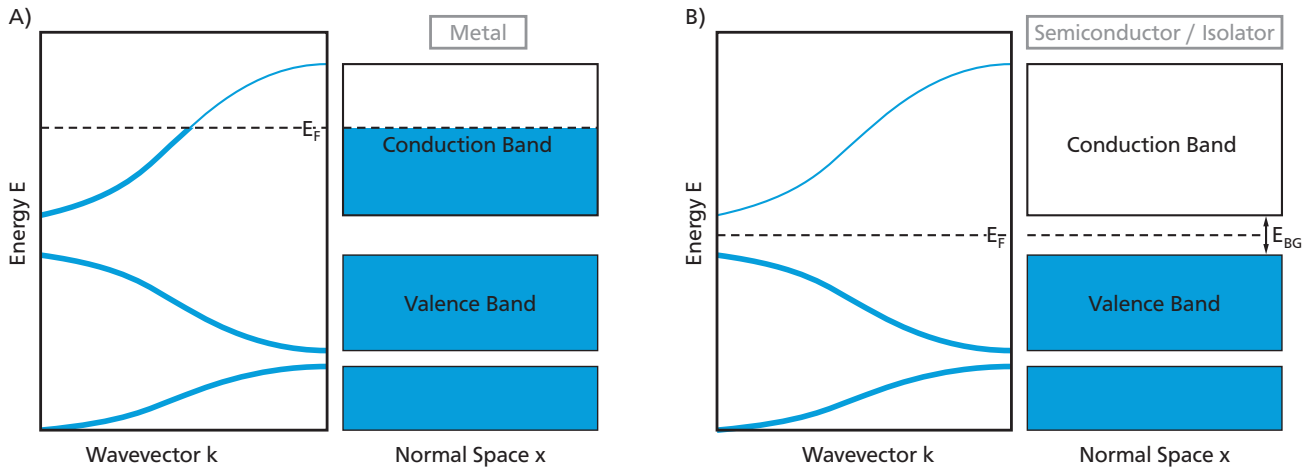 A)
Metal
Energy E
E_F
Conduction Band
Valence Band
Wavevector k
Normal Space x
B)
Semiconductor / Isolator
Energy E
E_F
Conduction Band
E_BG
Valence Band
Wavevector k
Normal Space x